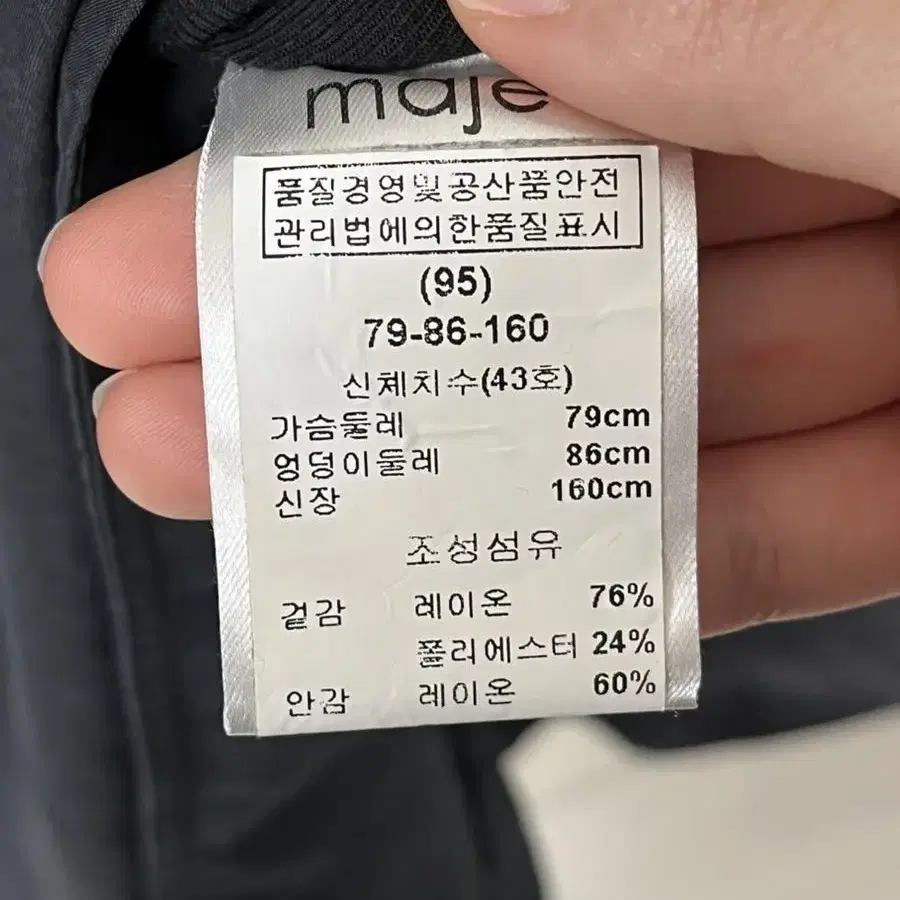 maje
품질경영및공산품안전
관리법에의한품질표시
(95)
79-86-160
신체치수(43호)
가슴둘레 79cm
엉덩이둘레 86cm
신장 160cm
조성섬유
겉감 레이온 76%
폴리에스터 24%
안감 레이온 60%